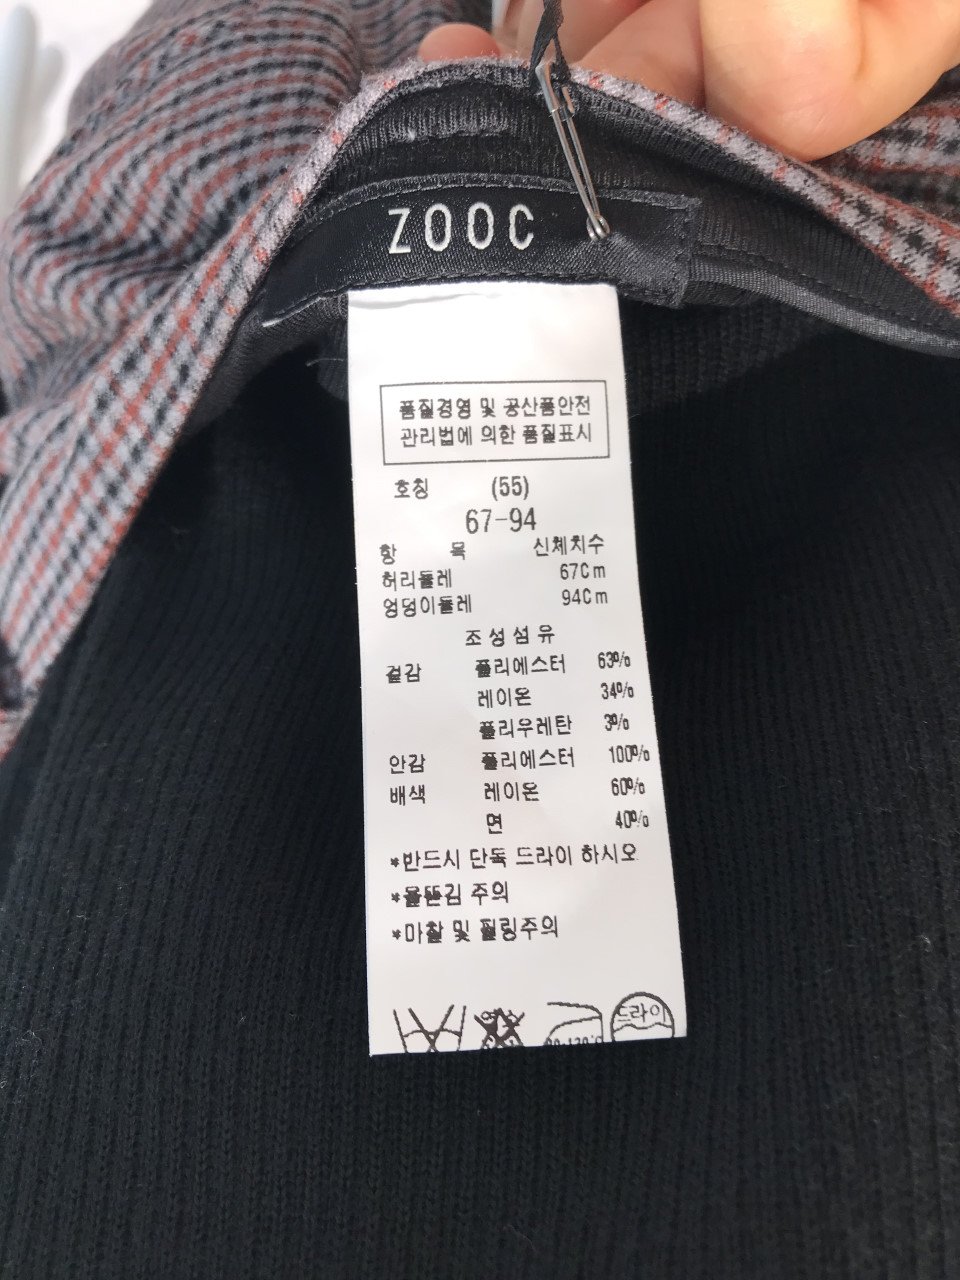 ZOOC
품질경영 및 공산품안전
관리법에 의한 품질표시
호칭 (55)
67-94
항 목 신체치수
허리둘레 67Cm
엉덩이둘레 94Cm
조성섬유
겉감 폴리에스터 63%
레이온 34%
폴리우레탄 3%
안감 폴리에스터 100%
배색 레이온 60%
면 40%
*반드시 단독 드라이 하시오
*올뜯김 주의
*마찰 및 필링주의
드라이